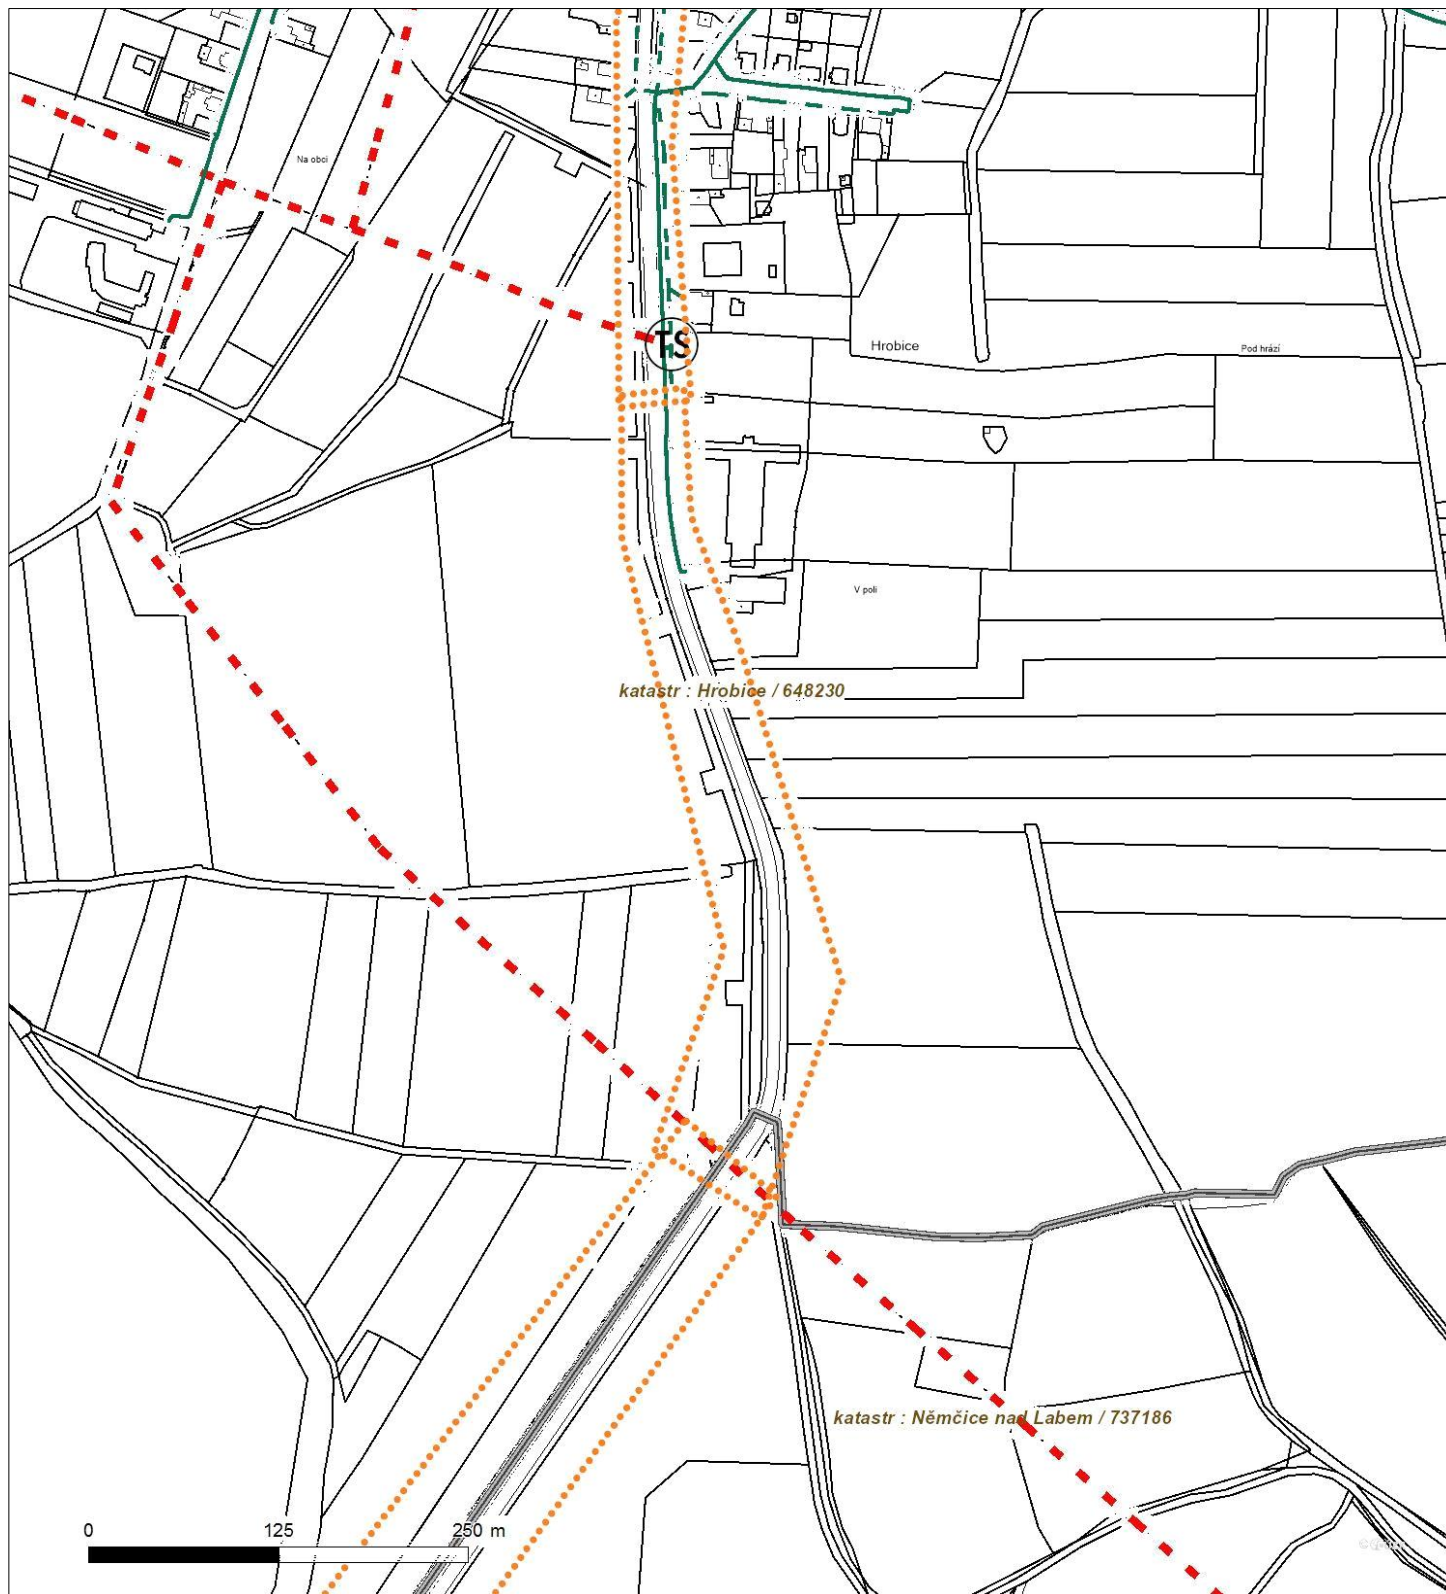 Na obci
TS
Hrobice
Pod hrází
V poli
katastr : Hrobice / 648230
katastr : Němčice nad Labem / 737186
0 125 250 m